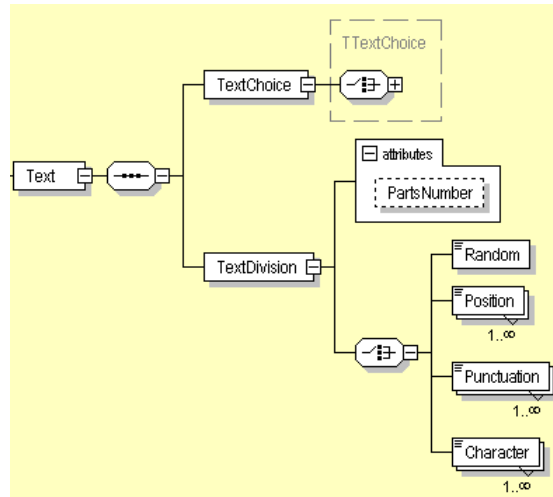 TTextChoice
TextChoice
attributes
Text
PartsNumber
TextDivision
Random
Position
1..∞
Punctuation
1..∞
Character
1..∞